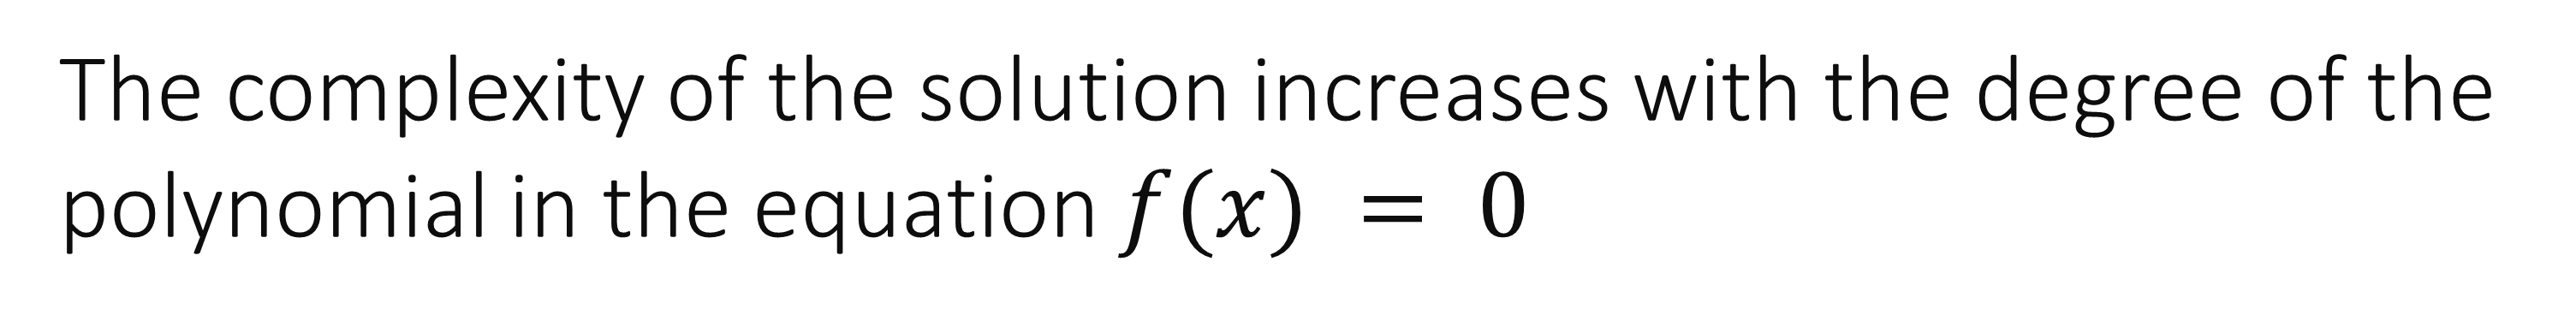 The complexity of the solution increases with the degree of the
polynomial in the equation f(x) = 0